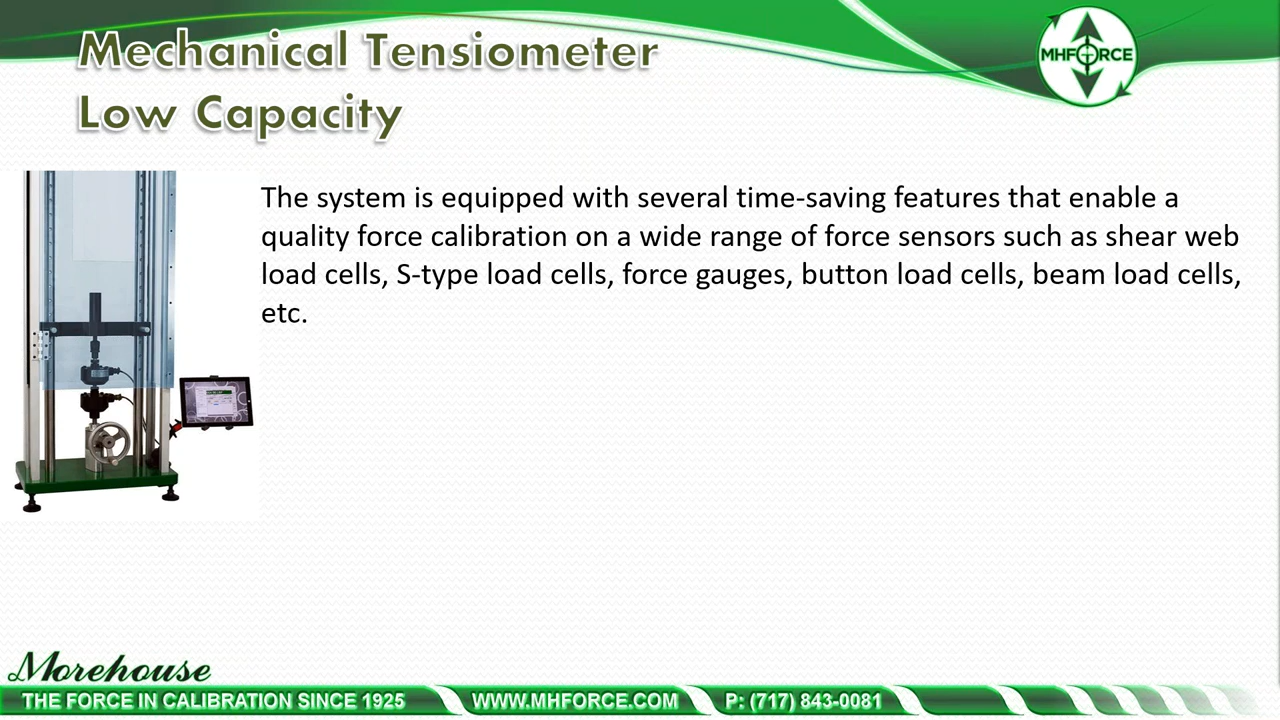 Mechanical Tensiometer
Low Capacity
MHFORCE
The system is equipped with several time-saving features that enable a
quality force calibration on a wide range of force sensors such as shear web
load cells, S-type load cells, force gauges, button load cells, beam load cells,
etc.
Morehouse
THE FORCE IN CALIBRATION SINCE 1925 WWW.MHFORCE.COM P: (717) 843-0081